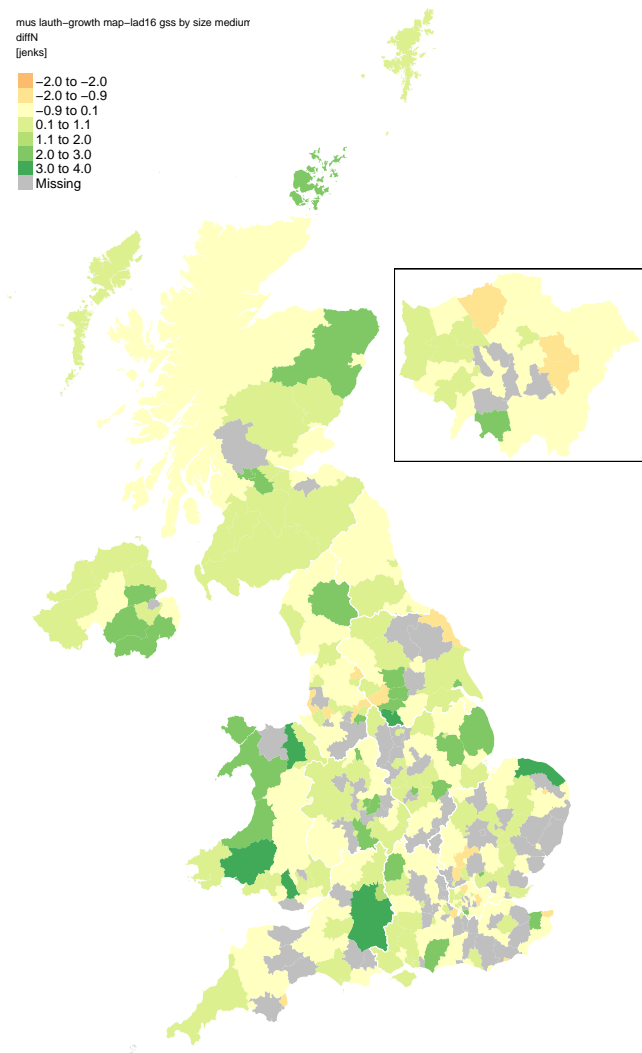 mus lauth−growth map−lad16 gss by size medium
diffN
[jenks]
−2.0 to −2.0
−2.0 to −0.9
−0.9 to 0.1
0.1 to 1.1
1.1 to 2.0
2.0 to 3.0
3.0 to 4.0
Missing